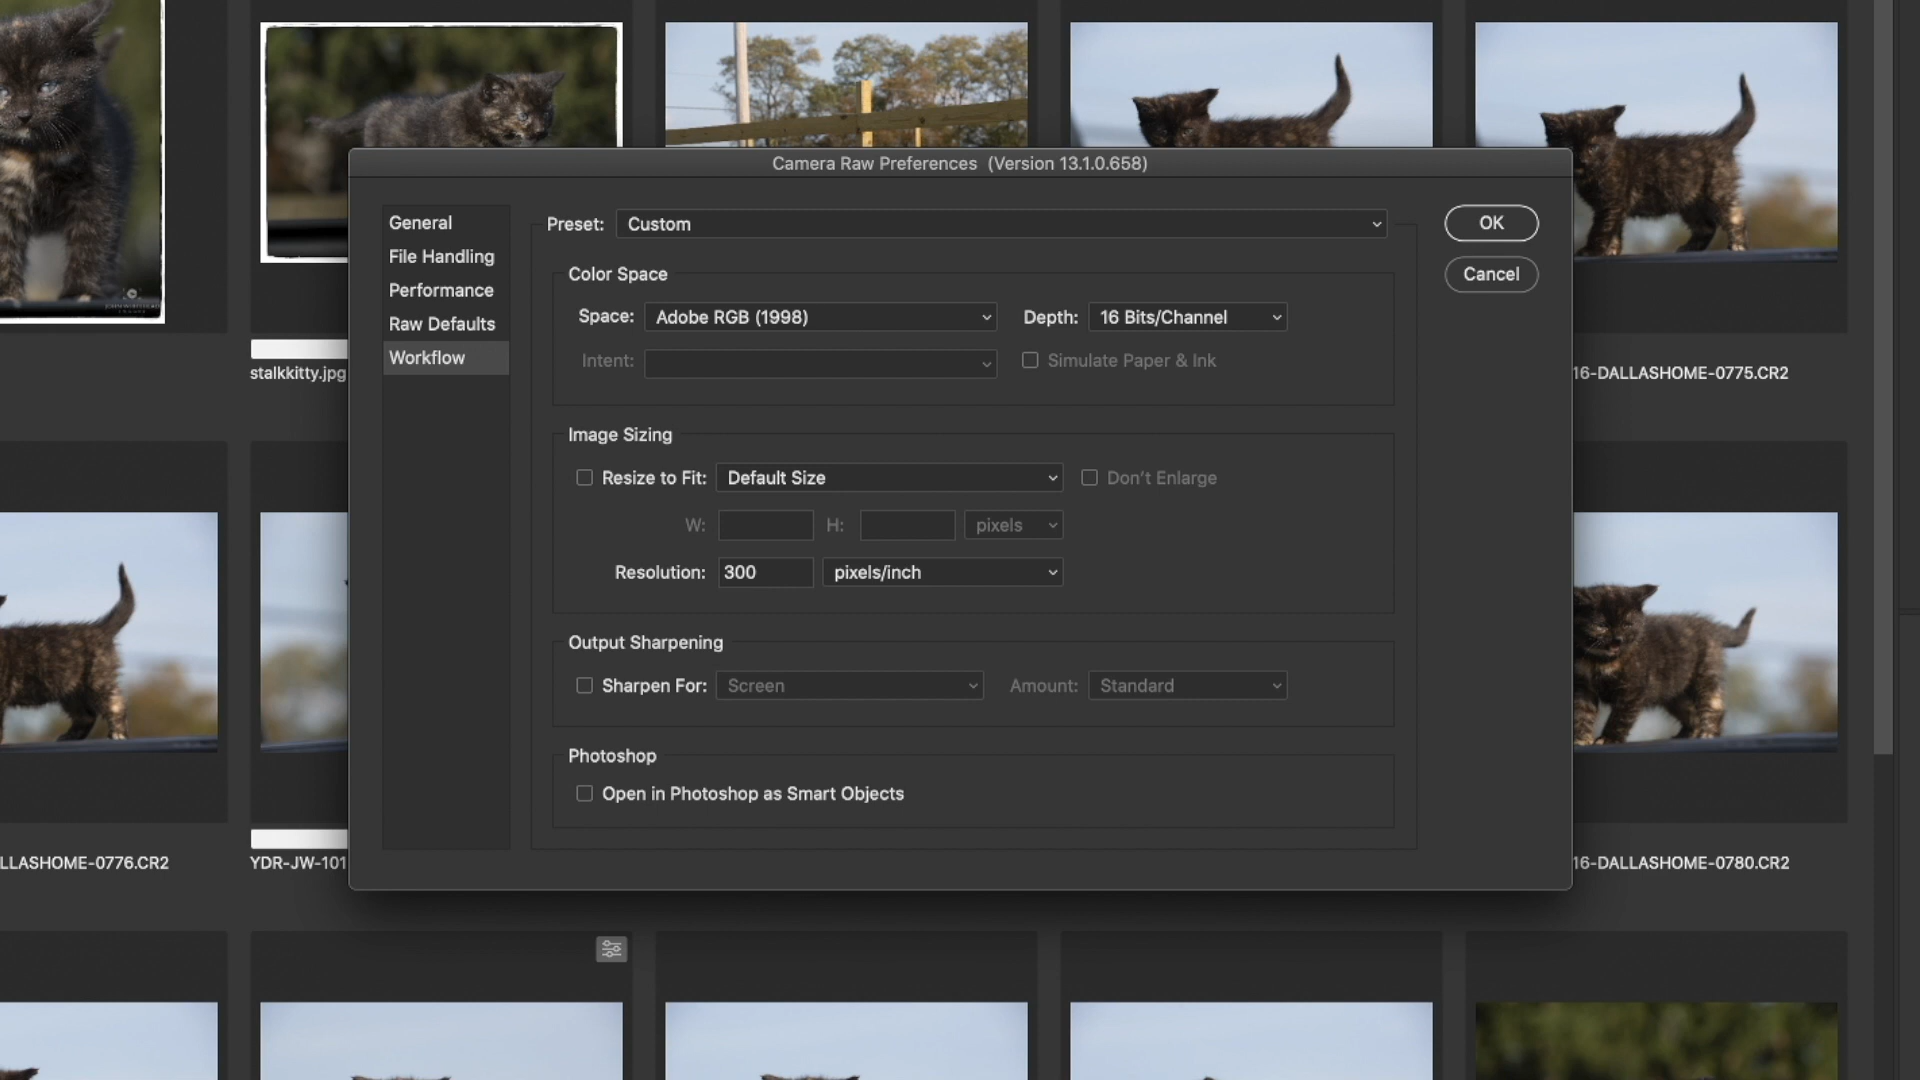 Camera Raw Preferences (Version 13.1.0.658)
General
File Handling
Performance
Raw Defaults
Workflow
Preset: Custom
OK
Cancel
Color Space
Space: Adobe RGB (1998) Depth: 16 Bits/Channel
Intent: Simulate Paper & Ink
Image Sizing
Resize to Fit: Default Size Don't Enlarge
W: H: pixels
Resolution: 300 pixels/inch
Output Sharpening
Sharpen For: Screen Amount: Standard
Photoshop
Open in Photoshop as Smart Objects
stalkkitty.jpg
16-DALLASHOME-0775.CR2
LLASHOME-0776.CR2
YDR-JW-101
16-DALLASHOME-0780.CR2